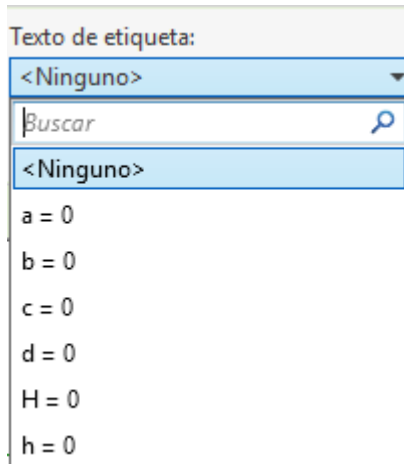 Texto de etiqueta:
<Ninguno>
Buscar
<Ninguno>
a = 0
b = 0
c = 0
d = 0
H = 0
h = 0